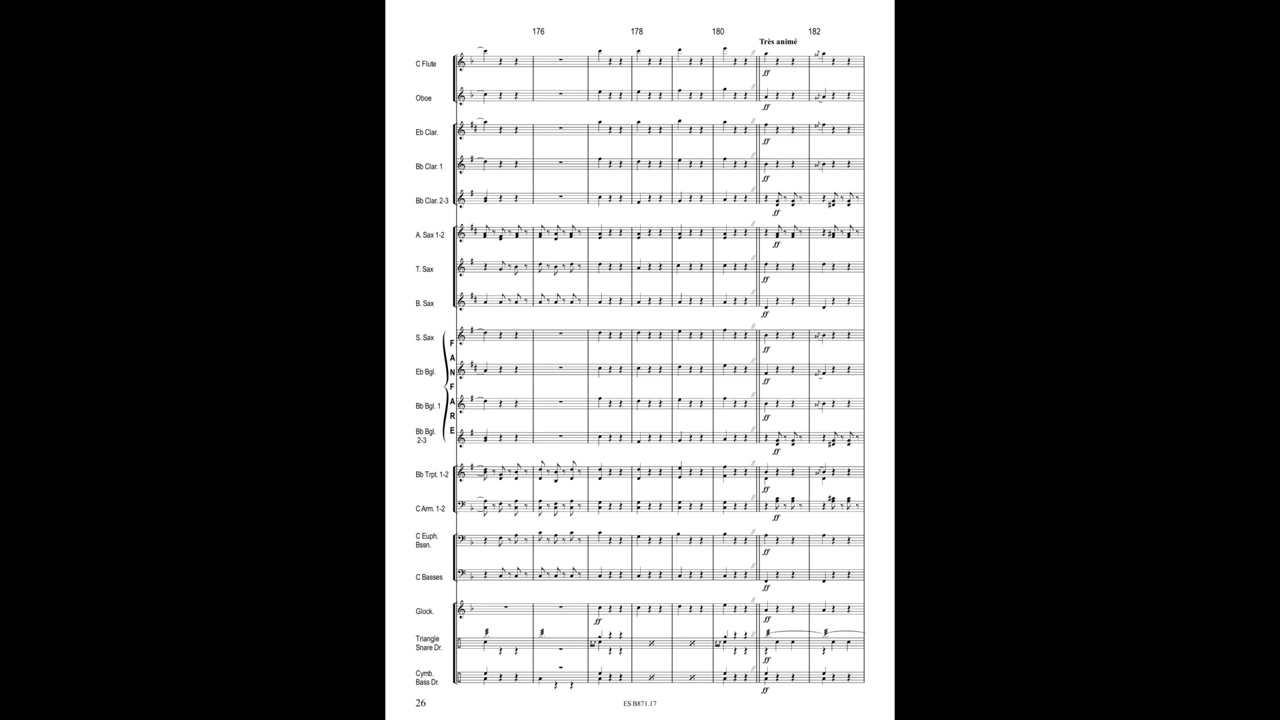 176 178 180 182
Très animé
C Flute
ff
Oboe
ff
Eb Clar.
ff
Bb Clar. 1
ff
Bb Clar. 2-3
ff
A. Sax 1-2
ff
T. Sax
ff
B. Sax
ff
S. Sax
ff
Eb Bgl.
ff
Bb Bgl. 1
ff
Bb Bgl.
2-3
ff
FANFARE
Bb Trpt. 1-2
ff
C Arm. 1-2
ff
C Euph.
Bssn.
ff
C Basses
ff
Glock.
ff
Triangle
Snare Dr.
ff
Cymb.
Bass Dr.
ff
26
ES B871.17